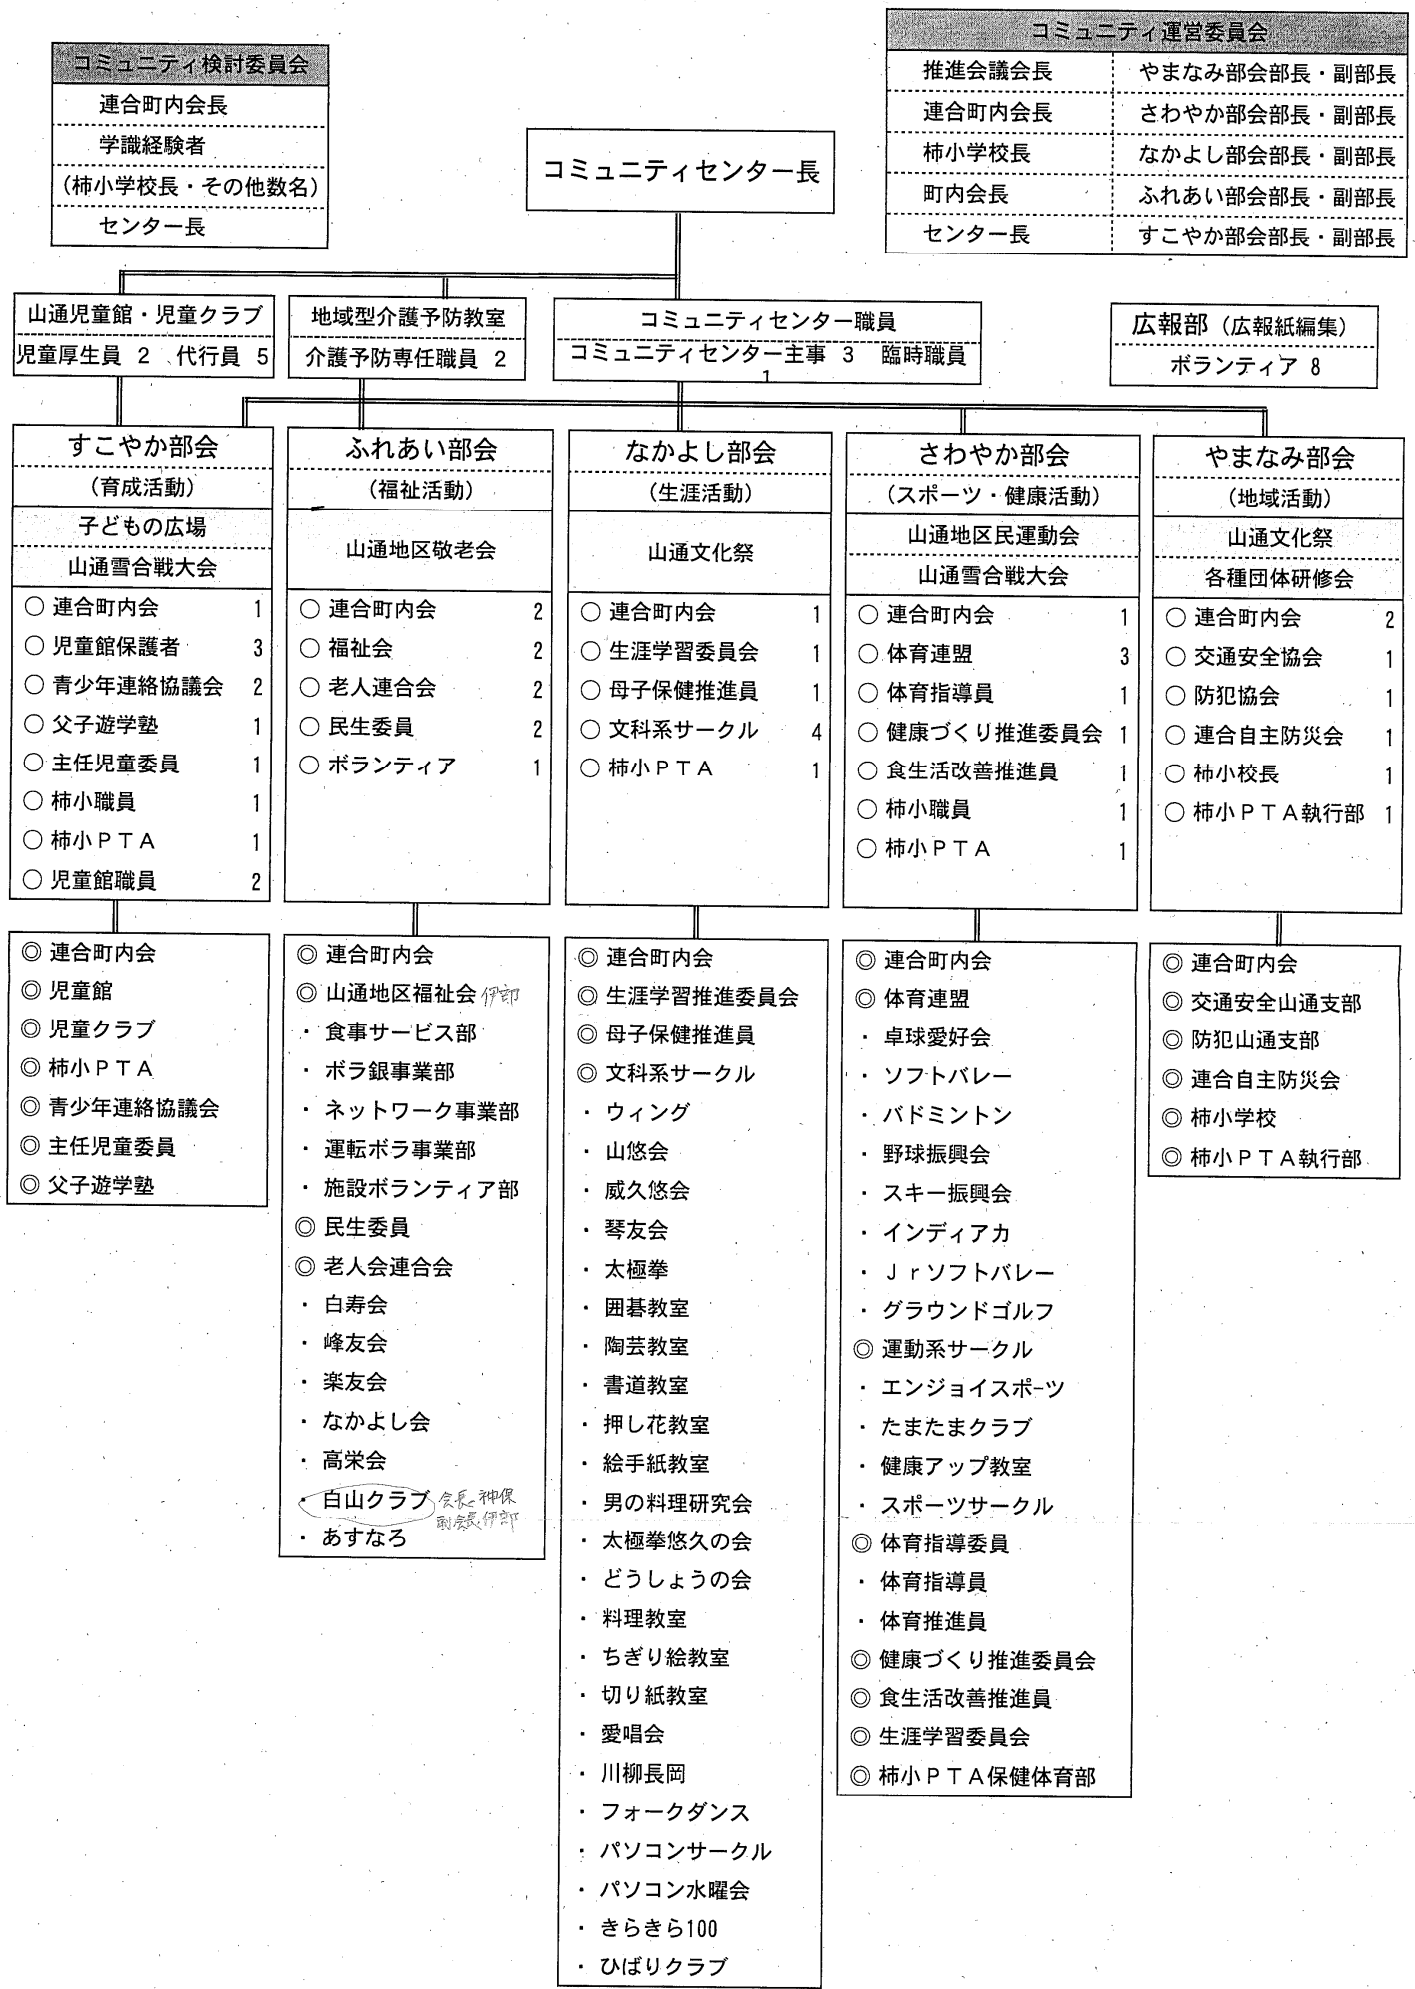 コミュニティ検討委員会
連合町内会長
学識経験者
(柿小学校長・その他数名)
センター長
コミュニティセンター長
コミュニティ運営委員会
推進会議会長 やまなみ部会部長・副部長
連合町内会長 さわやか部会部長・副部長
柿小学校長 なかよし部会部長・副部長
町内会長 ふれあい部会部長・副部長
センター長 すこやか部会部長・副部長
山通児童館・児童クラブ
児童厚生員 2 代行員 5
地域型介護予防教室
介護予防専任職員 2
コミュニティセンター職員
コミュニティセンター主事 3 臨時職員
1
広報部(広報紙編集)
ボランティア 8
すこやか部会
(育成活動)
子どもの広場
山通雪合戦大会
○ 連合町内会 1
○ 児童館保護者 3
○ 青少年連絡協議会 2
○ 父子遊学塾 1
○ 主任児童委員 1
○ 柿小職員 1
○ 柿小PTA 1
○ 児童館職員 2
◎ 連合町内会
◎ 児童館
◎ 児童クラブ
◎ 柿小PTA
◎ 青少年連絡協議会
◎ 主任児童委員
◎ 父子遊学塾
ふれあい部会
(福祉活動)
山通地区敬老会
○ 連合町内会 2
○ 福祉会 2
○ 老人連合会 2
○ 民生委員 2
○ ボランティア 1
◎ 連合町内会
◎ 山通地区福祉会 伊部
・ 食事サービス部
・ ボラ銀事業部
・ ネットワーク事業部
・ 運転ボラ事業部
・ 施設ボランティア部
◎ 民生委員
◎ 老人会連合会
・ 白寿会
・ 峰友会
・ 楽友会
・ なかよし会
・ 高栄会
・ 白山クラブ 会長 神保
副会長 伊部
・ あすなろ
なかよし部会
(生涯活動)
山通文化祭
○ 連合町内会 1
○ 生涯学習委員会 1
○ 母子保健推進員 1
○ 文科系サークル 4
○ 柿小PTA 1
◎ 連合町内会
◎ 生涯学習推進委員会
◎ 母子保健推進員
◎ 文科系サークル
・ ウィング
・ 山悠会
・ 威久悠会
・ 琴友会
・ 太極拳
・ 囲碁教室
・ 陶芸教室
・ 書道教室
・ 押し花教室
・ 絵手紙教室
・ 男の料理研究会
・ 太極拳悠久の会
・ どうしょうの会
・ 料理教室
・ ちぎり絵教室
・ 切り紙教室
・ 愛唱会
・ 川柳長岡
・ フォークダンス
・ パソコンサークル
・ パソコン水曜会
・ きらきら100
・ ひばりクラブ
さわやか部会
(スポーツ・健康活動)
山通地区民運動会
山通雪合戦大会
○ 連合町内会 1
○ 体育連盟 3
○ 体育指導員 1
○ 健康づくり推進委員会 1
○ 食生活改善推進員 1
○ 柿小職員 1
○ 柿小PTA 1
◎ 連合町内会
◎ 体育連盟
・ 卓球愛好会
・ ソフトバレー
・ バドミントン
・ 野球振興会
・ スキー振興会
・ インディアカ
・ Jrソフトバレー
・ グラウンドゴルフ
◎ 運動系サークル
・ エンジョイスポ-ツ
・ たまたまクラブ
・ 健康アップ教室
・ スポーツサークル
◎ 体育指導委員
・ 体育指導員
・ 体育推進員
◎ 健康づくり推進委員会
◎ 食生活改善推進員
◎ 生涯学習委員会
◎ 柿小PTA保健体育部
やまなみ部会
(地域活動)
山通文化祭
各種団体研修会
○ 連合町内会 2
○ 交通安全協会 1
○ 防犯協会 1
○ 連合自主防災会 1
○ 柿小校長 1
○ 柿小PTA執行部 1
◎ 連合町内会
◎ 交通安全山通支部
◎ 防犯山通支部
◎ 連合自主防災会
◎ 柿小学校
◎ 柿小PTA執行部